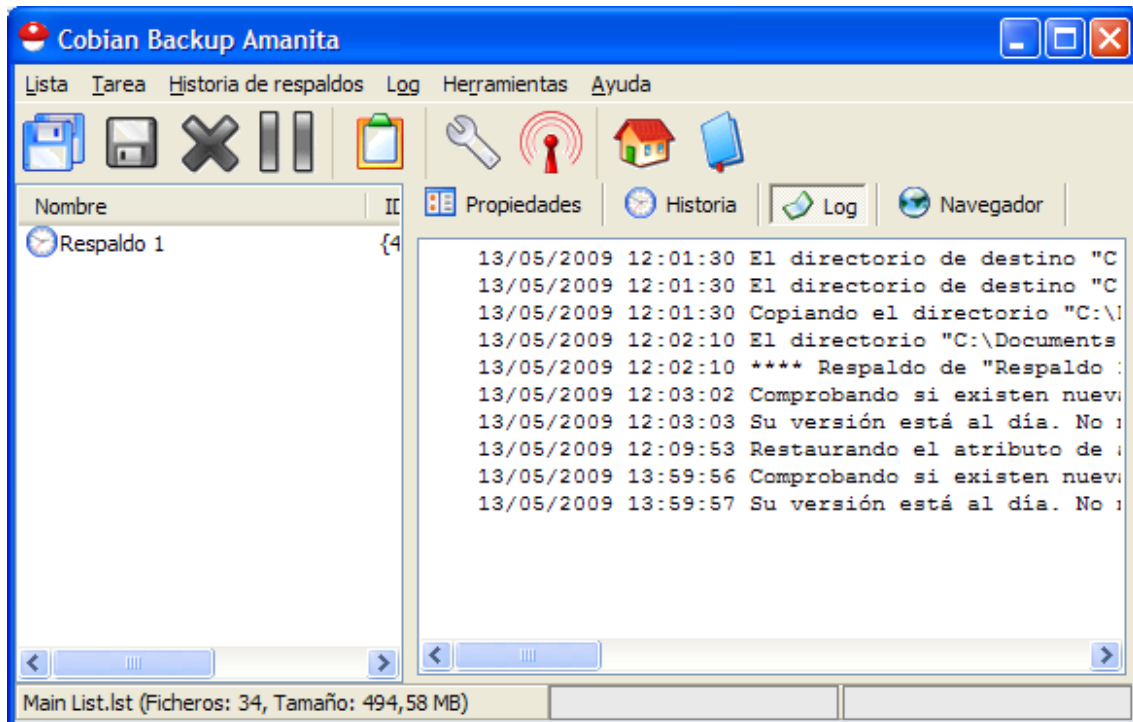 Cobian Backup Amanita
Lista Tarea Historia de respaldos Log Herramientas Ayuda
Propiedades Historia Log Navegador
Nombre
Respaldo 1 {4
13/05/2009 12:01:30 El directorio de destino "C
13/05/2009 12:01:30 El directorio de destino "C
13/05/2009 12:01:30 Copiando el directorio "C:\
13/05/2009 12:02:10 El directorio "C:\Documents
13/05/2009 12:02:10 **** Respaldo de "Respaldo
13/05/2009 12:03:02 Comprobando si existen
13/05/2009 12:03:03 Su versión está al día. No
13/05/2009 12:09:53 Restaurando el atributo de
13/05/2009 13:59:56 Comprobando si existen
13/05/2009 13:59:57 Su versión está al día. No
Main List.lst (Ficheros: 34, Tamaño: 494,58 MB)